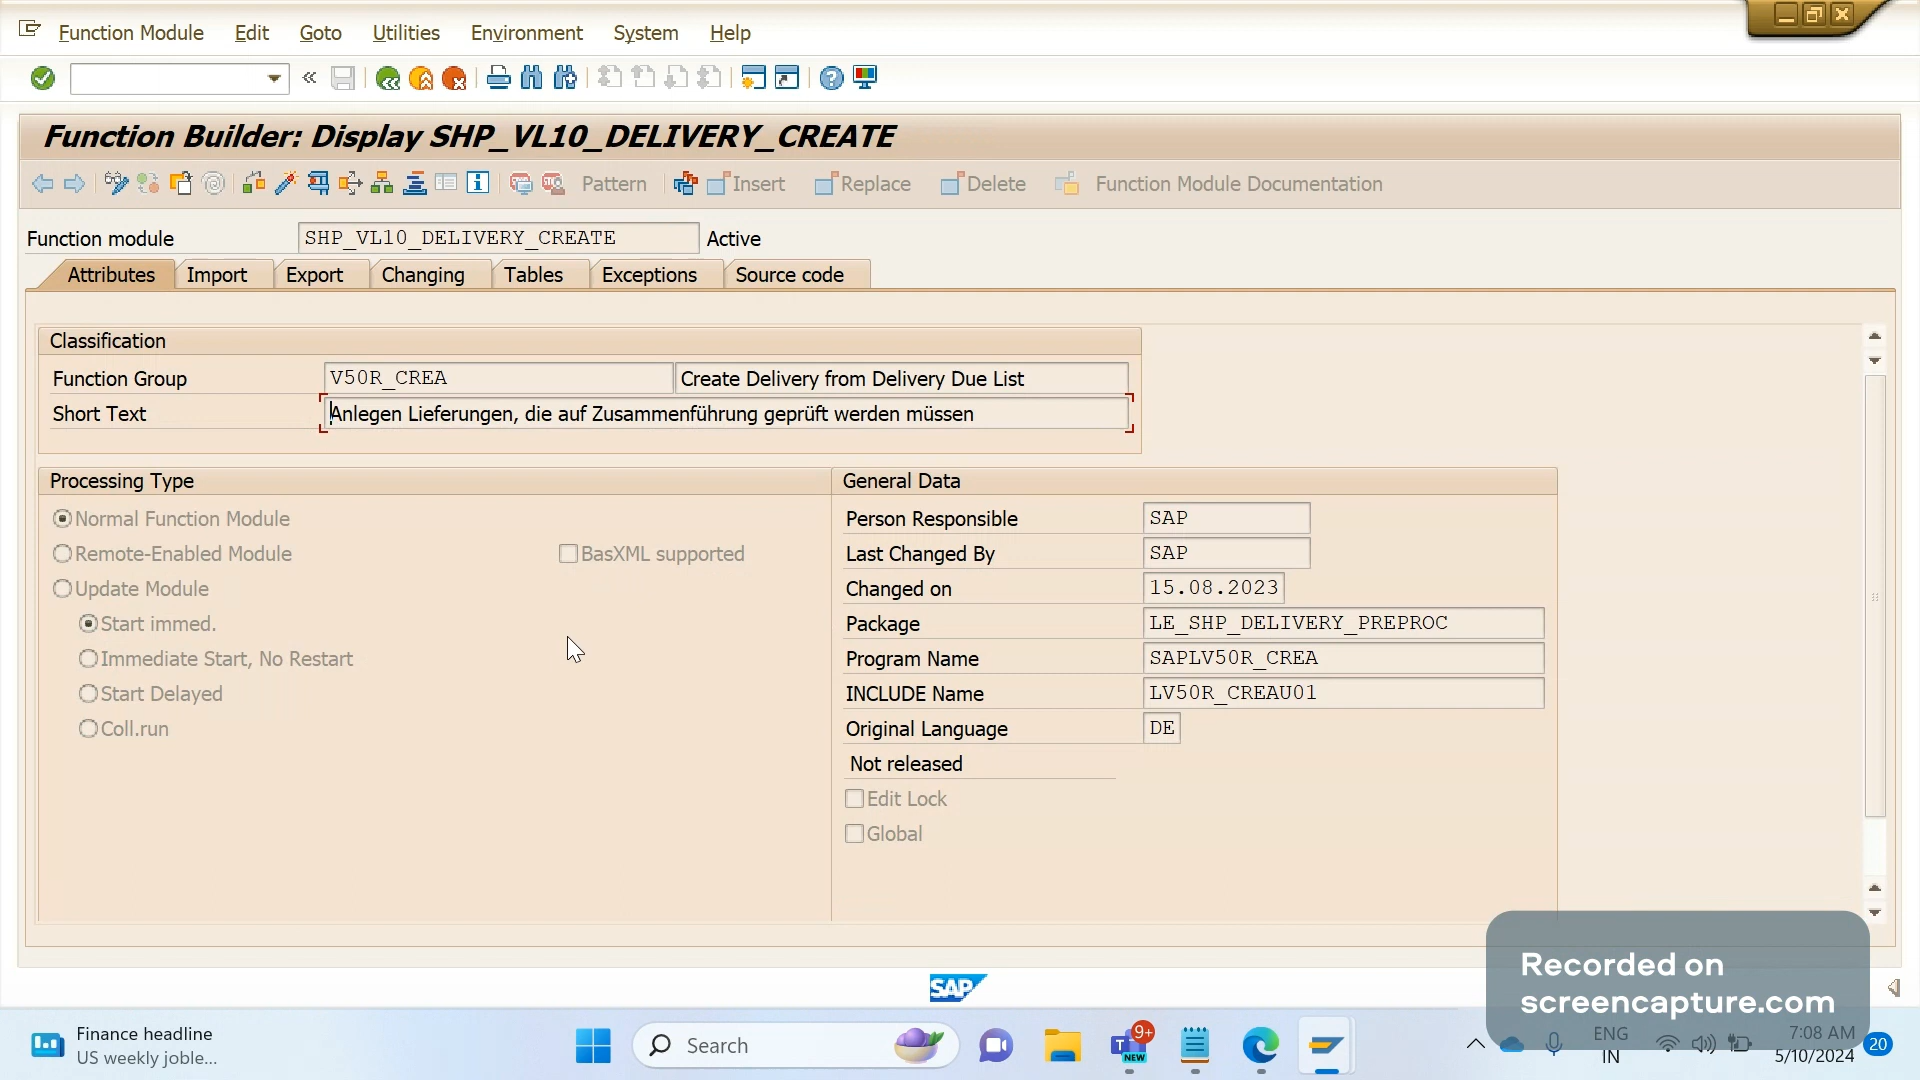 Function Module Edit Goto Utilities Environment System Help
Function Builder: Display SHP_VL10_DELIVERY_CREATE
Pattern Insert Replace Delete Function Module Documentation
Function module SHP_VL10_DELIVERY_CREATE Active
Attributes Import Export Changing Tables Exceptions Source code
Classification
Function Group V50R_CREA Create Delivery from Delivery Due List
Short Text Anlegen Lieferungen, die auf Zusammenführung geprüft werden müssen
Processing Type
Normal Function Module
Remote-Enabled Module BasXML supported
Update Module
Start immed.
Immediate Start, No Restart
Start Delayed
Coll.run
General Data
Person Responsible SAP
Last Changed By SAP
Changed on 15.08.2023
Package LE_SHP_DELIVERY_PREPROC
Program Name SAPLV50R_CREA
INCLUDE Name LV50R_CREAU01
Original Language DE
Not released
Edit Lock
Global
SAP
Recorded on
screencapture.com
Finance headline
US weekly joble...
Search
9+
NEW
ENG
IN
7:08 AM
5/10/2024
20